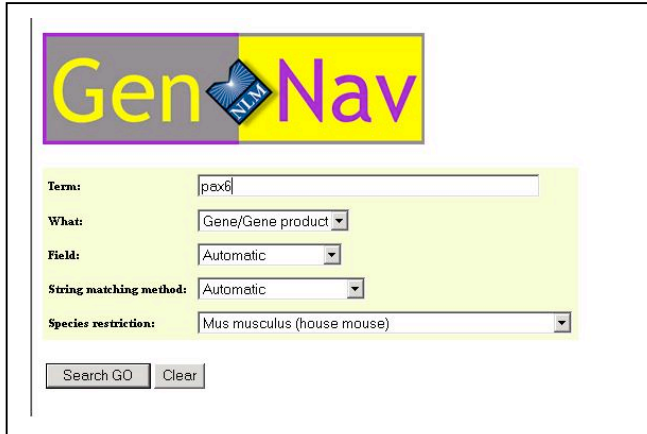 Gen NLM Nav
Term: pax6
What: Gene/Gene product
Field: Automatic
String matching method: Automatic
Species restriction: Mus musculus (house mouse)
Search GO Clear